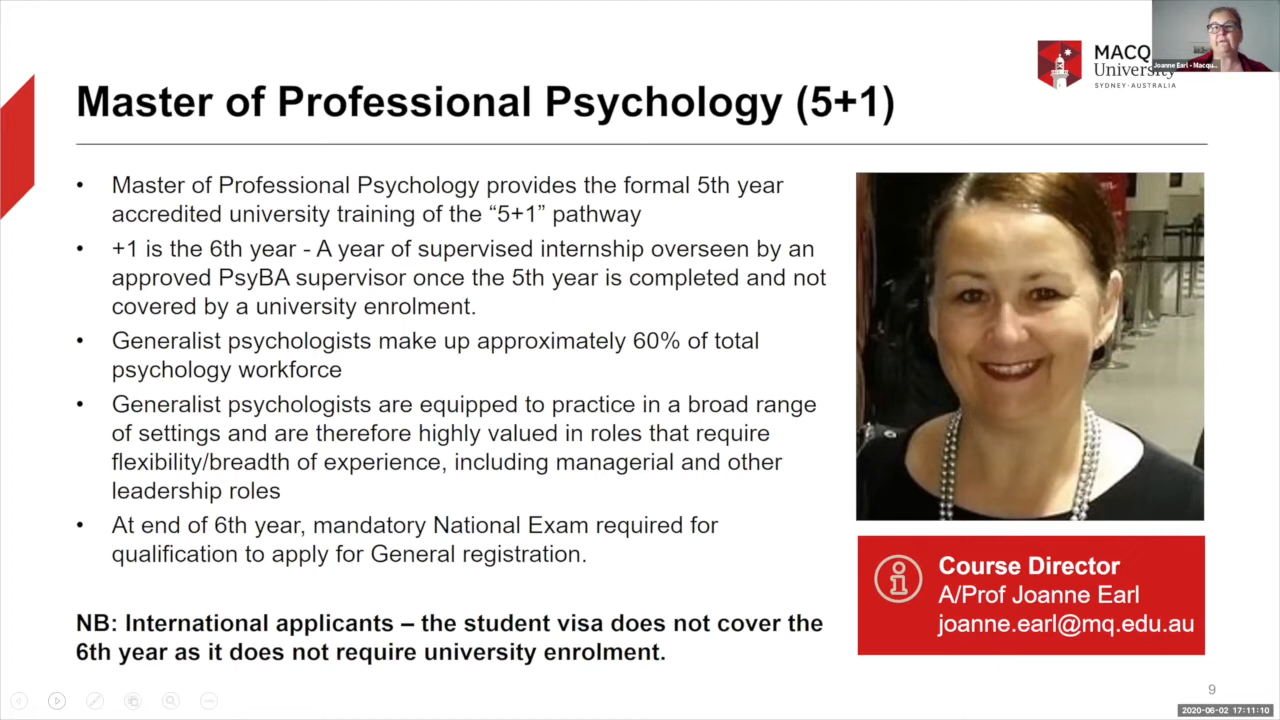 MACQ
University
SYDNEY·AUSTRALIA
Joanne Earl - Macqu...
Master of Professional Psychology (5+1)
• Master of Professional Psychology provides the formal 5th year
accredited university training of the “5+1” pathway
• +1 is the 6th year - A year of supervised internship overseen by an
approved PsyBA supervisor once the 5th year is completed and not
covered by a university enrolment.
• Generalist psychologists make up approximately 60% of total
psychology workforce
• Generalist psychologists are equipped to practice in a broad range
of settings and are therefore highly valued in roles that require
flexibility/breadth of experience, including managerial and other
leadership roles
• At end of 6th year, mandatory National Exam required for
qualification to apply for General registration.
NB: International applicants – the student visa does not cover the
6th year as it does not require university enrolment.
Course Director
A/Prof Joanne Earl
joanne.earl@mq.edu.au
9
2020-06-02 17:11:10